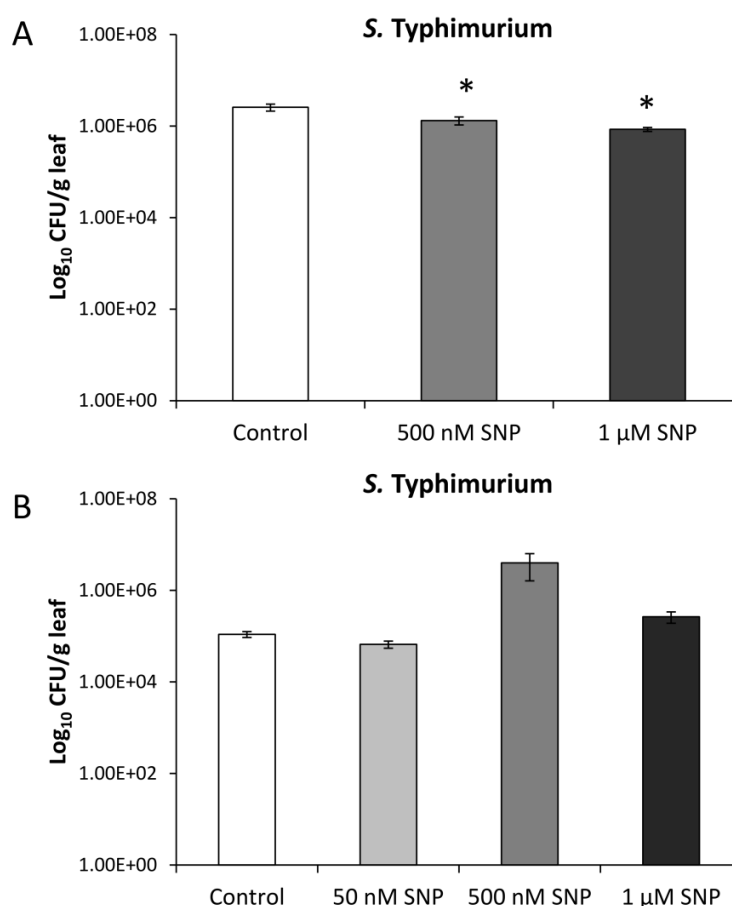 A
S. Typhimurium
Log₁₀ CFU/g leaf
1.00E+08
1.00E+06
1.00E+04
1.00E+02
1.00E+00
*
*
Control 500 nM SNP 1 µM SNP
B
S. Typhimurium
Log₁₀ CFU/g leaf
1.00E+08
1.00E+06
1.00E+04
1.00E+02
1.00E+00
Control 50 nM SNP 500 nM SNP 1 µM SNP